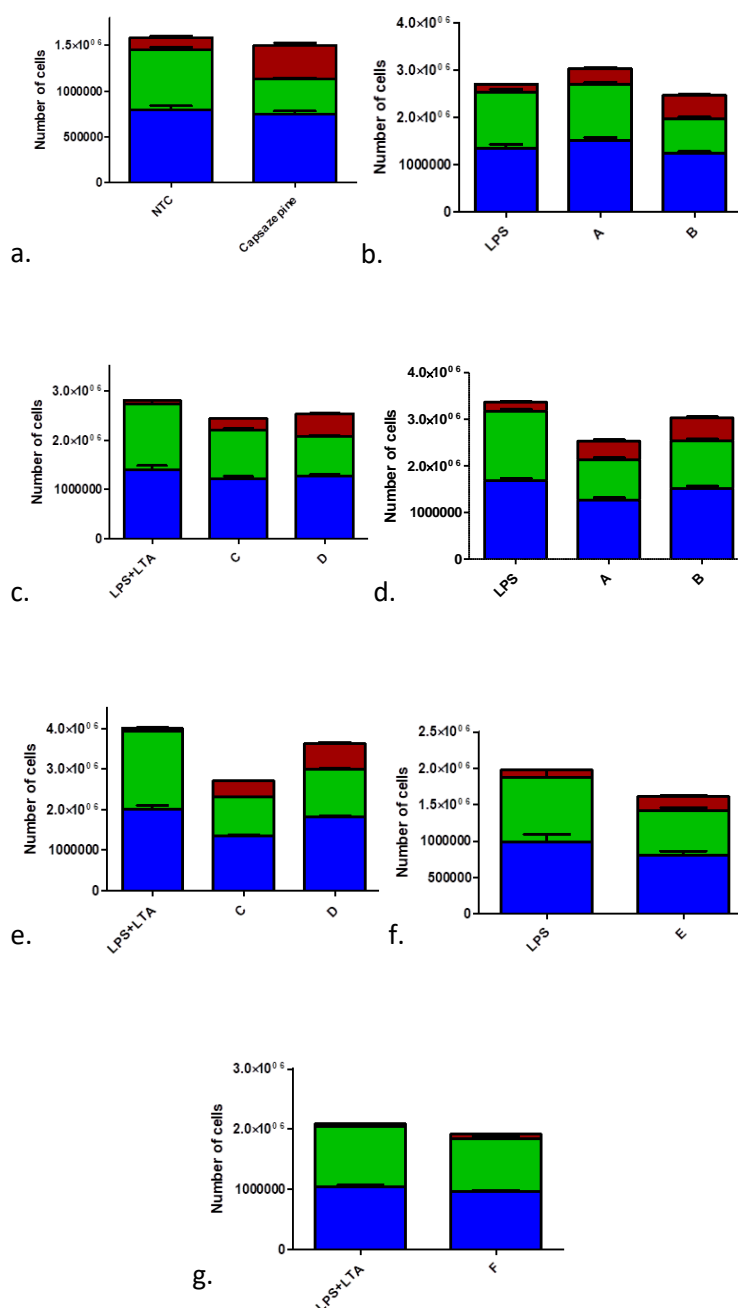 Number of cells
1.5×10⁰⁶
1000000
500000
0
NTC
Capsazepine
a.
Number of cells
4.0×10⁰⁶
3.0×10⁰⁶
2.0×10⁰⁶
1000000
0
LPS
A
B
b.
Number of cells
3.0×10⁰⁶
2.0×10⁰⁶
1000000
0
LPS+LTA
C
D
c.
Number of cells
4.0×10⁰⁶
3.0×10⁰⁶
2.0×10⁰⁶
1000000
0
LPS
A
B
d.
Number of cells
4.0×10⁰⁶
3.0×10⁰⁶
2.0×10⁰⁶
1000000
0
LPS+LTA
C
D
e.
Number of cells
2.5×10⁰⁶
2.0×10⁰⁶
1.5×10⁰⁶
1000000
500000
0
LPS
E
f.
Number of cells
3.0×10⁰⁶
2.0×10⁰⁶
1000000
0
LPS+LTA
F
g.